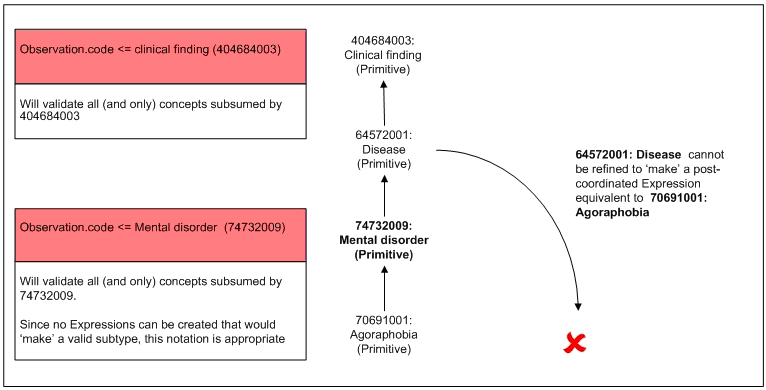 Observation.code <= clinical finding (404684003)
Will validate all (and only) concepts subsumed by
404684003
Observation.code <= Mental disorder  (74732009)
Will validate all (and only) concepts subsumed by
74732009.
Since no Expressions can be created that would
‘make’ a valid subtype, this notation is appropriate
404684003:
Clinical finding
(Primitive)
64572001:
Disease
(Primitive)
74732009:
Mental disorder
(Primitive)
70691001:
Agoraphobia
(Primitive)
64572001: Disease  cannot
be refined to ‘make’ a post-
coordinated Expression
equivalent to  70691001:
Agoraphobia